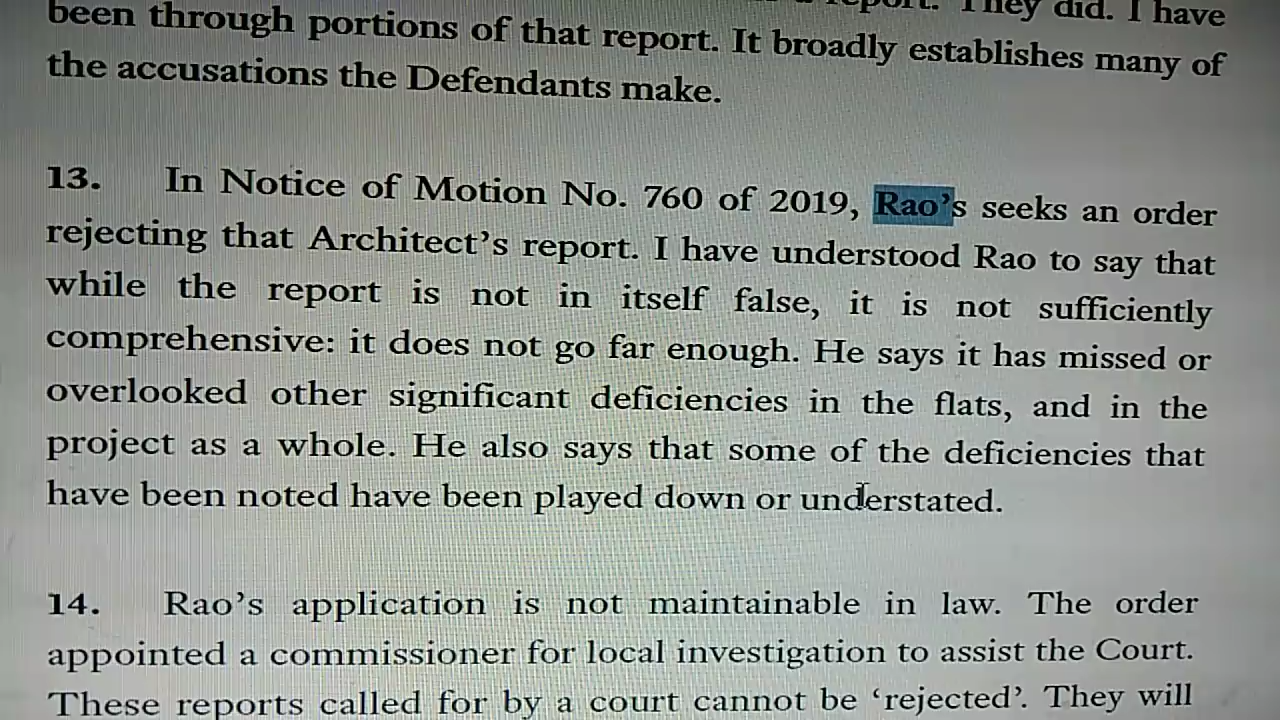 report. They did. I have
been through portions of that report. It broadly establishes many of
the accusations the Defendants make.
13. In Notice of Motion No. 760 of 2019, Rao’s seeks an order
rejecting that Architect’s report. I have understood Rao to say that
while the report is not in itself false, it is not sufficiently
comprehensive: it does not go far enough. He says it has missed or
overlooked other significant deficiencies in the flats, and in the
project as a whole. He also says that some of the deficiencies that
have been noted have been played down or understated.
14. Rao’s application is not maintainable in law. The order
appointed a commissioner for local investigation to assist the Court.
These reports called for by a court cannot be ‘rejected’. They will